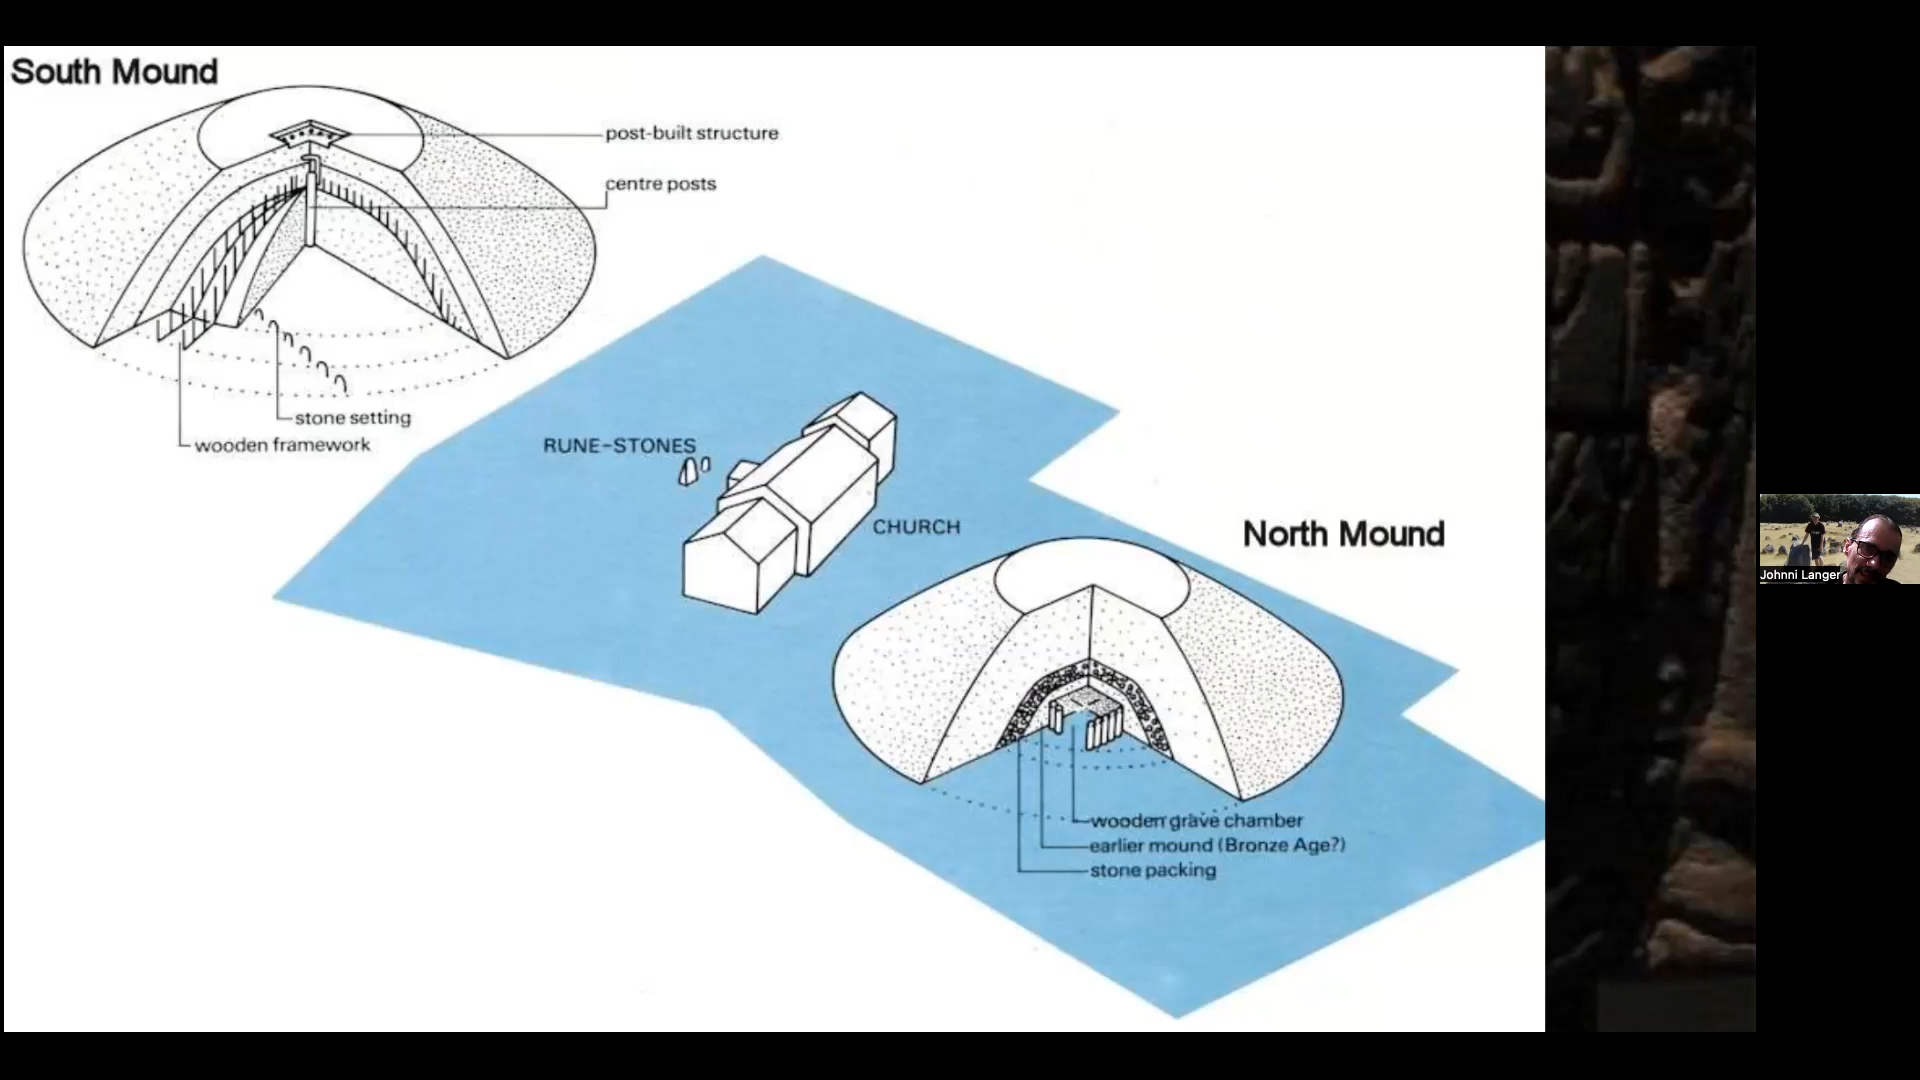 South Mound
post-built structure
centre posts
stone setting
wooden framework
RUNE-STONES
CHURCH
North Mound
wooden grave chamber
earlier mound (Bronze Age?)
stone packing
Johnni Langer